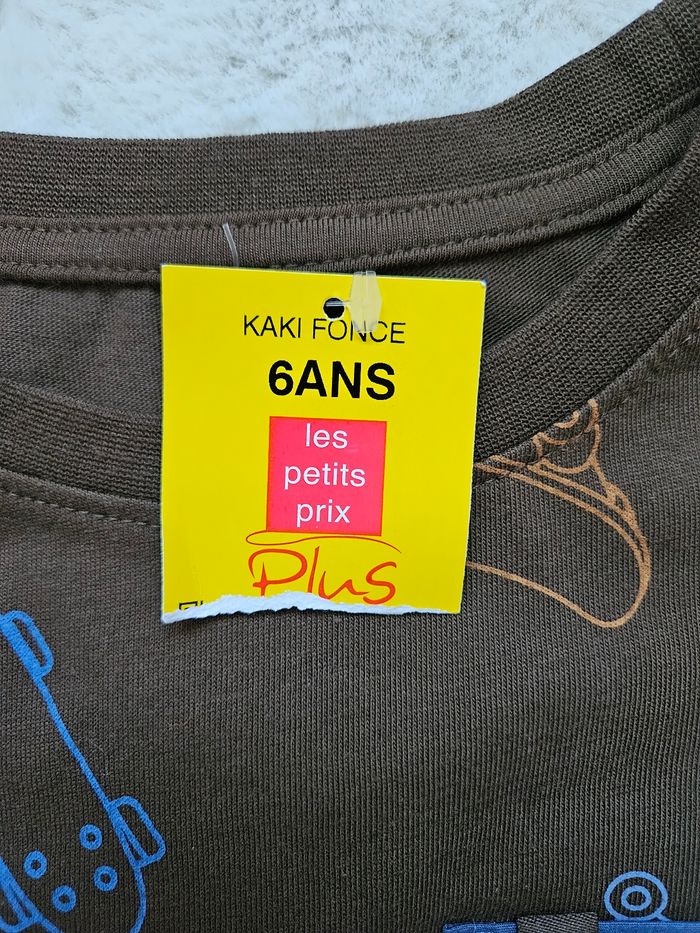 KAKI FONCE
6ANS
les
petits
prix
Plus